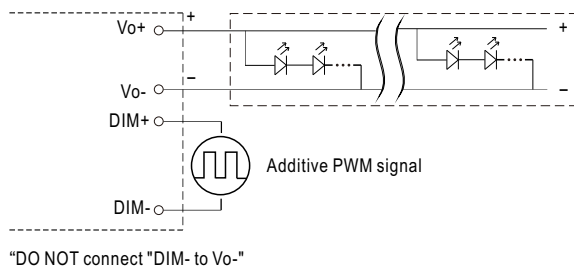 Vo+
+
+
–
Vo-
–
DIM+
Additive PWM signal
DIM-
“DO NOT connect "DIM- to Vo-"